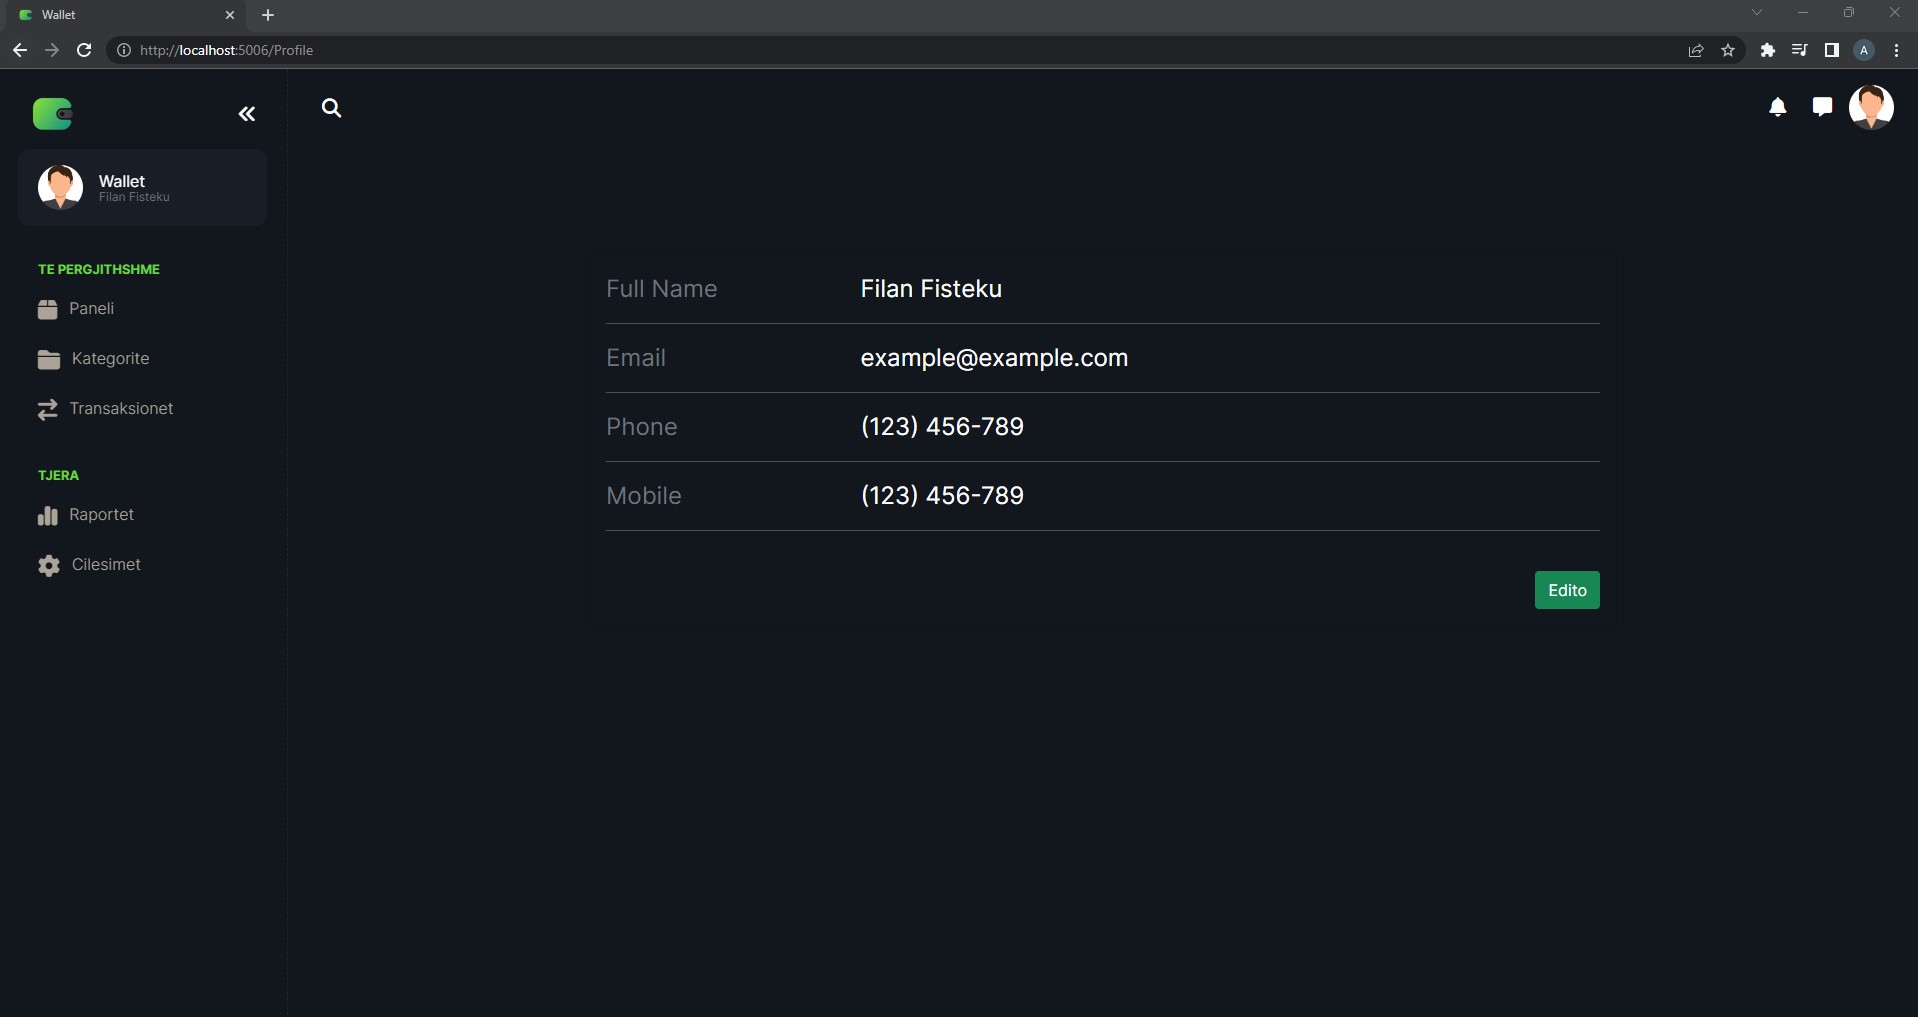 Wallet
http://localhost:5006/Profile
A
Wallet
Filan Fisteku
TE PERGJITHSHME
Paneli
Kategorite
Transaksionet
TJERA
Raportet
Cilesimet
Full Name Filan Fisteku
Email example@example.com
Phone (123) 456-789
Mobile (123) 456-789
Edito